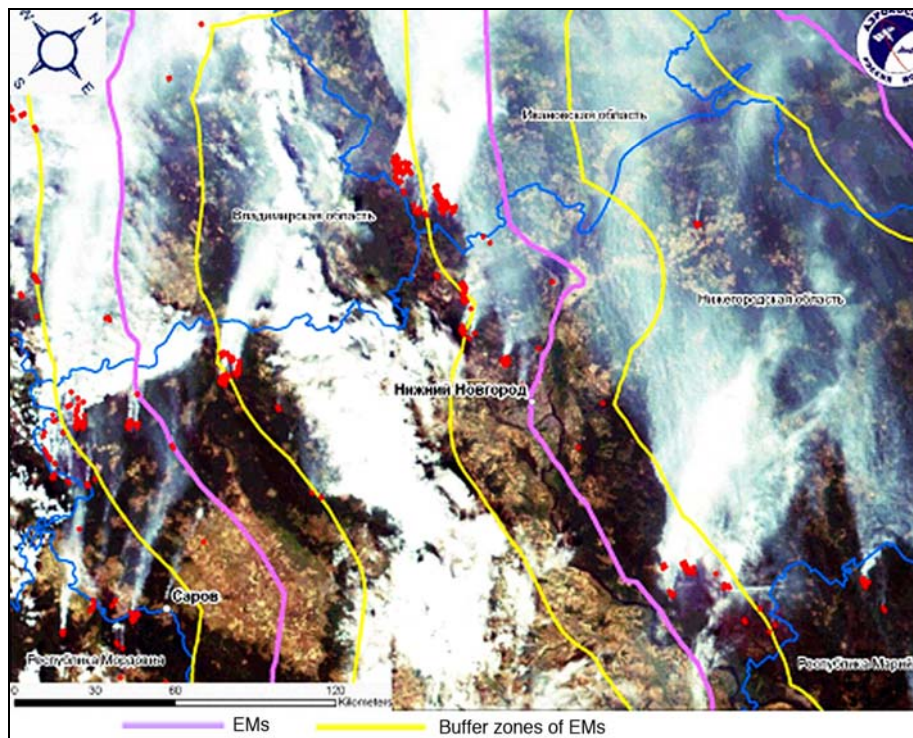 N
N
S
E
АЭРОКОС
Ивановская область
Владимирская область
Нижегородская область
Нижний Новгород
Саров
Республика Мордовия
Республика Марий
0 30 60 120
Kilometers
EMs Buffer zones of EMs